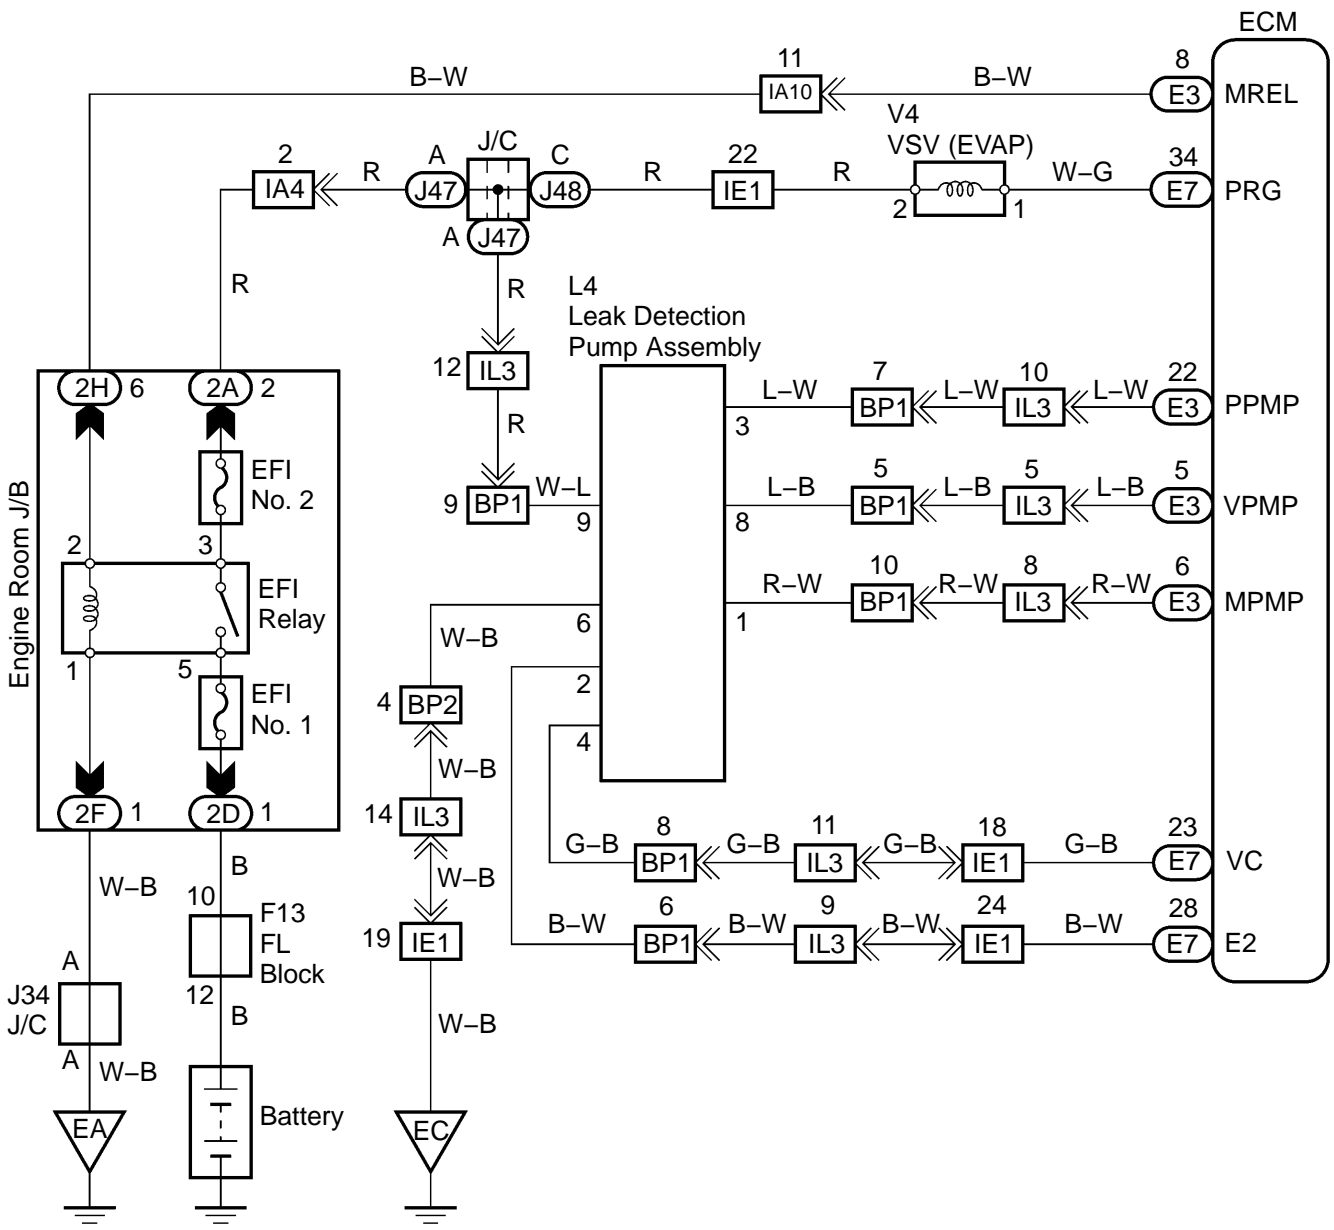 ECM
11
8
B–W
IA10
B–W
E3
MREL
V4
VSV (EVAP)
2
A
J/C
C
22
34
IA4
R
J47
J48
R
IE1
R
W–G
E7
PRG
2
1
A
J47
R
R
L4
Leak Detection
Pump Assembly
12
IL3
7
10
22
2H
6
2A
2
L–W
BP1
L–W
IL3
L–W
E3
PPMP
3
R
EFI
No. 2
5
5
5
9
BP1
W–L
9
L–B
BP1
L–B
IL3
L–B
E3
VPMP
8
Engine Room J/B
2
3
10
8
6
EFI
Relay
R–W
BP1
R–W
IL3
R–W
E3
MPMP
6
1
W–B
1
5
2
EFI
No. 1
4
BP2
4
W–B
2F
1
2D
1
14
IL3
8
11
18
23
G–B
BP1
G–B
IL3
G–B
IE1
G–B
E7
VC
B
W–B
W–B
10
F13
FL
Block
6
9
24
28
B–W
BP1
B–W
IL3
B–W
IE1
B–W
E7
E2
19
IE1
A
12
J34
J/C
B
W–B
A
W–B
Battery
EA
EC